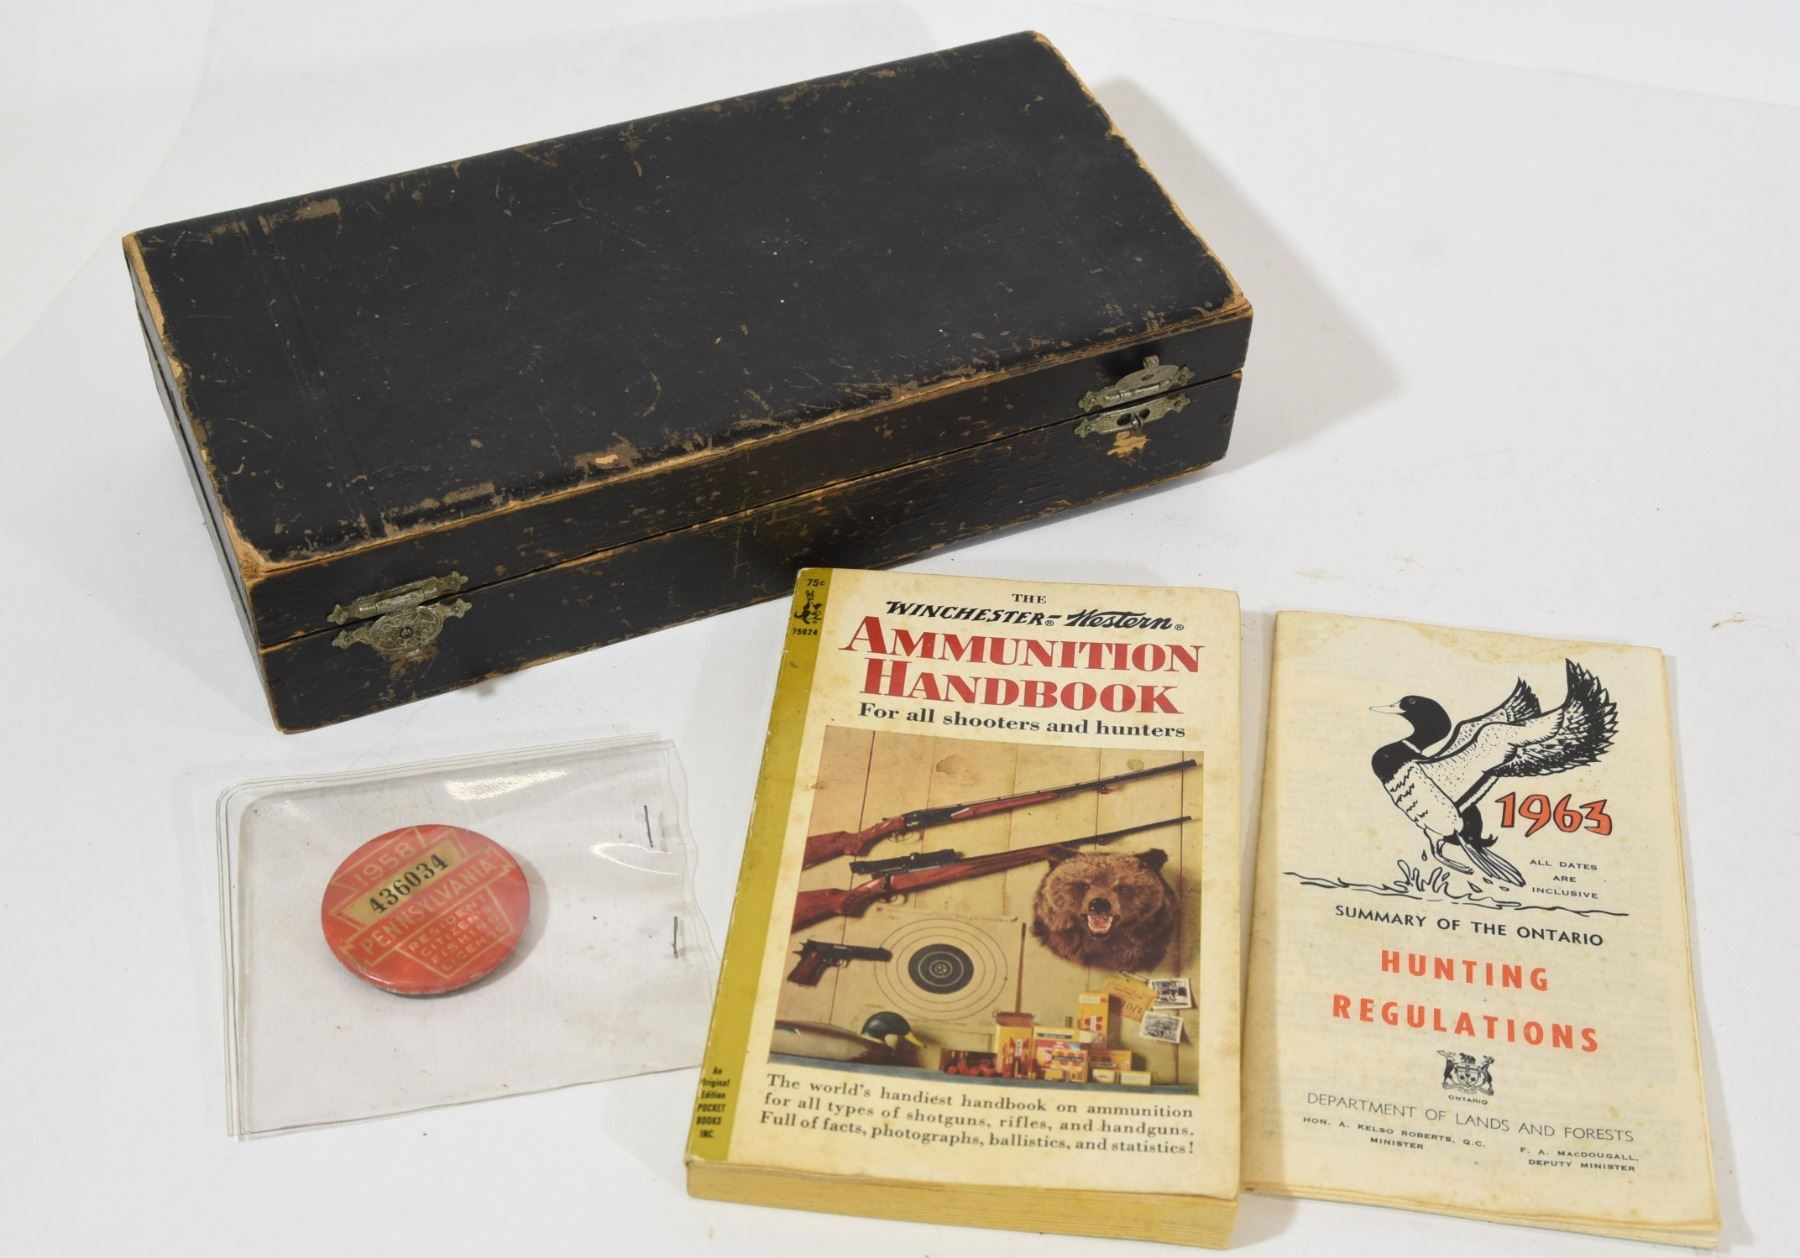 1958
436034
PENNSYLVANIA
RESIDENT
CITIZENS
FISHING
LICENSE
75c
75024
THE
WINCHESTER® Western®
AMMUNITION
HANDBOOK
For all shooters and hunters
The world's handiest handbook on ammunition
for all types of shotguns, rifles, and handguns.
Full of facts, photographs, ballistics, and statistics!
An
Original
Edition
POCKET
BOOKS
INC.
1963
ALL DATES
ARE
INCLUSIVE
SUMMARY OF THE ONTARIO
HUNTING
REGULATIONS
ONTARIO
DEPARTMENT OF LANDS AND FORESTS
HON. A. KELSO ROBERTS, Q.C.
MINISTER
F. A. MACDOUGALL,
DEPUTY MINISTER